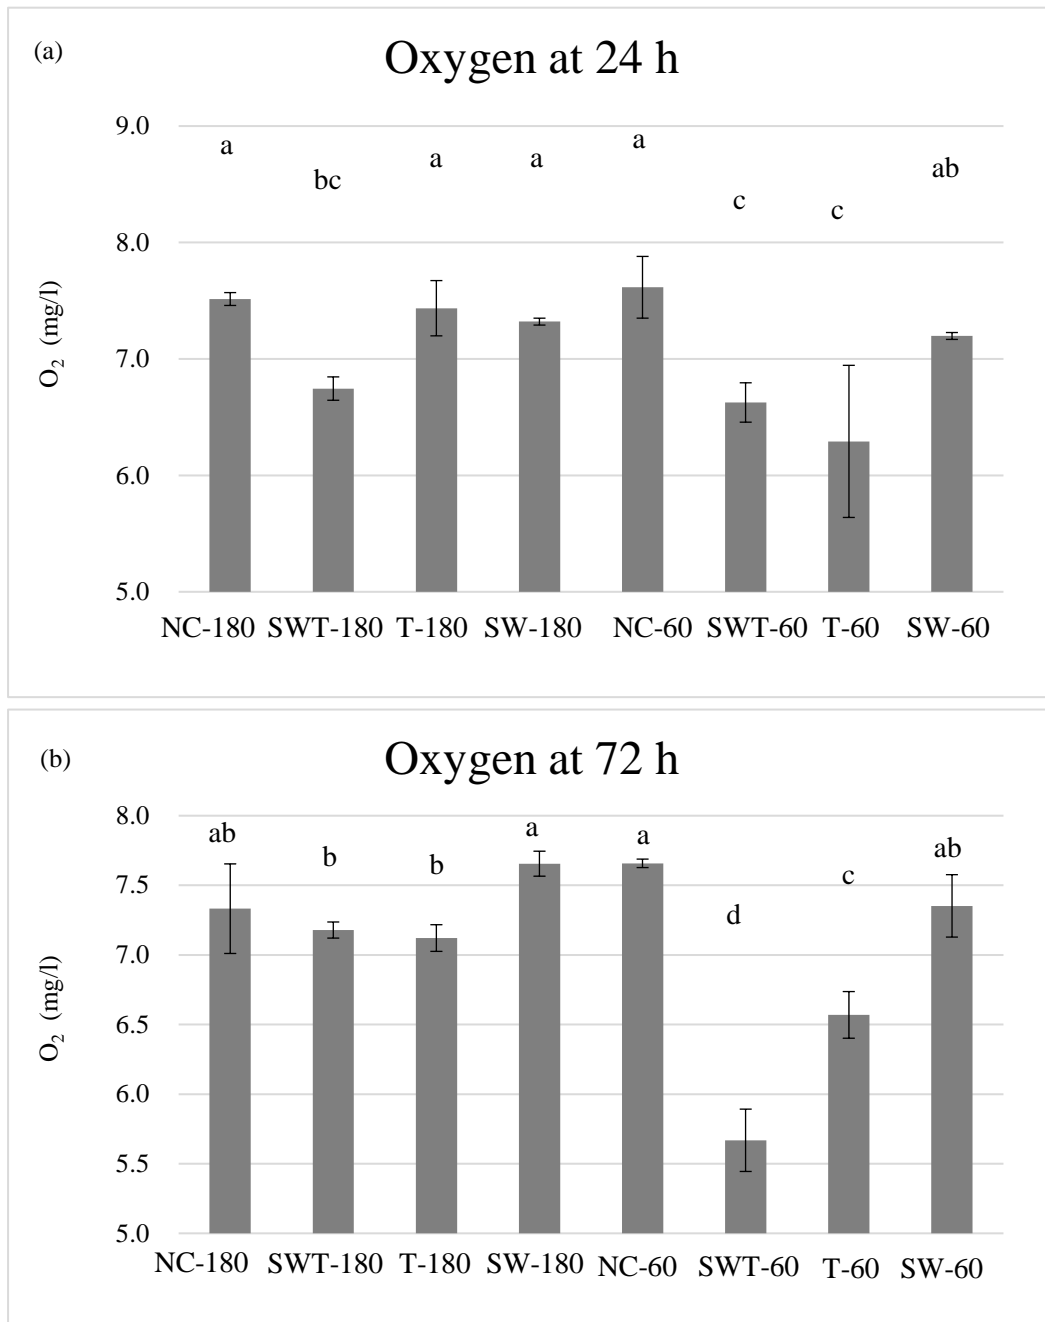 (a)
Oxygen at 24 h
9.0
8.0
7.0
6.0
5.0
O2 (mg/l)
a
bc
a
a
a
c
c
ab
NC-180 SWT-180 T-180 SW-180 NC-60 SWT-60 T-60 SW-60
(b)
Oxygen at 72 h
8.0
7.5
7.0
6.5
6.0
5.5
5.0
O2 (mg/l)
ab
b
b
a
a
d
c
ab
NC-180 SWT-180 T-180 SW-180 NC-60 SWT-60 T-60 SW-60